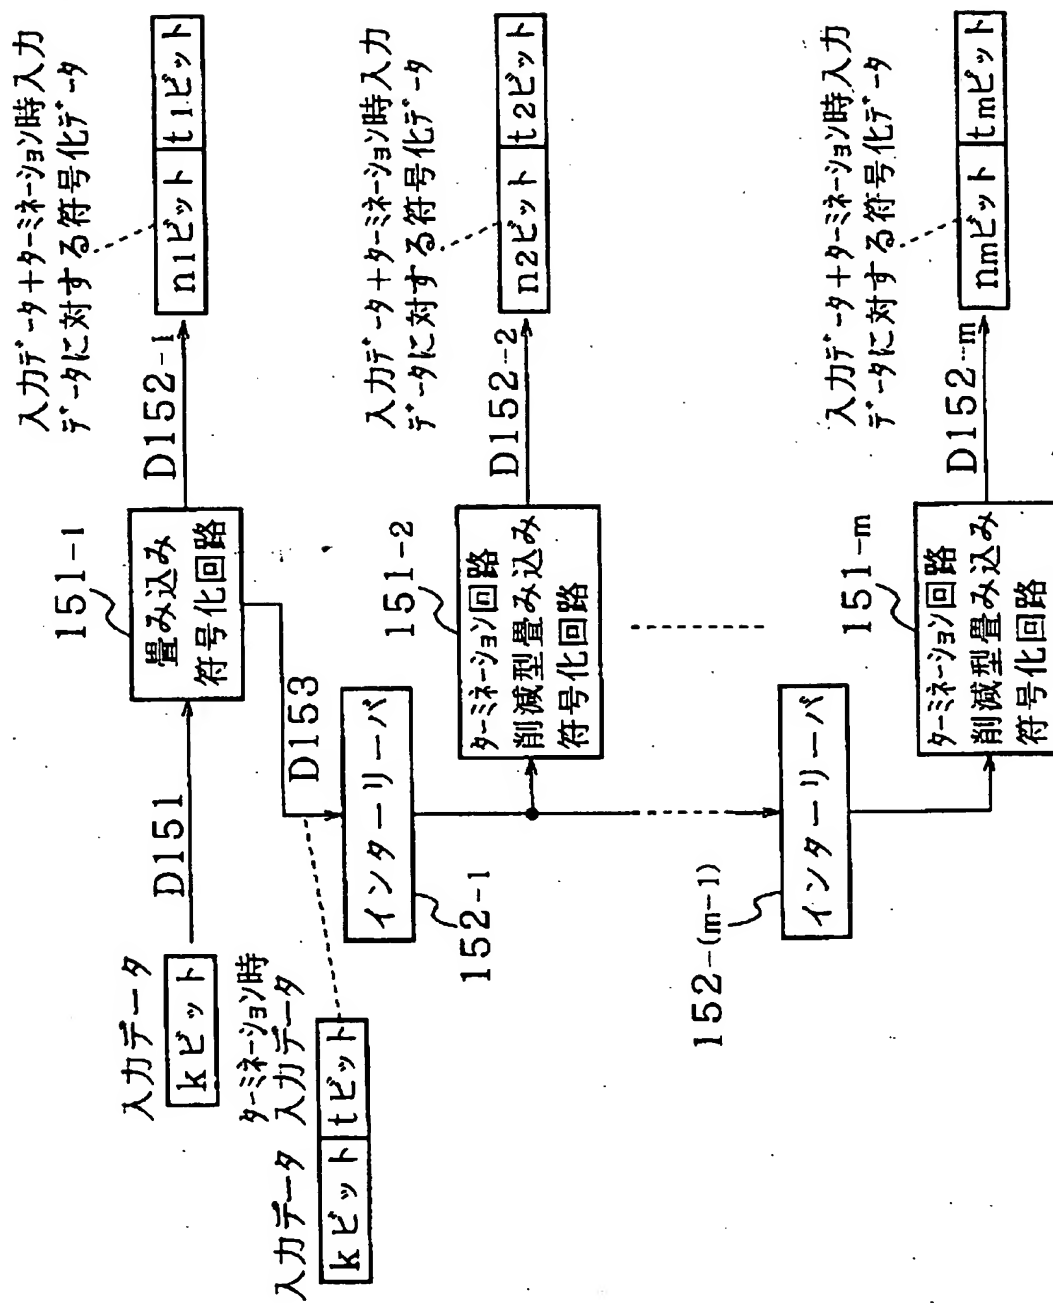 入力データ
kビット
D151
151-1
畳み込み
符号化回路
D152-1
入力データ+ターミネーション時入力
データに対する符号化データ
n1ビット
t1ビット
入力データ
ターミネーション時
入力データ
kビット
tビット
D153
インターリーバ
152-1
151-2
ターミネーション回路
削減型畳み込み
符号化回路
D152-2
入力データ+ターミネーション時入力
データに対する符号化データ
n2ビット
t2ビット
152-(m-1)
インターリーバ
151-m
ターミネーション回路
削減型畳み込み
符号化回路
D152-m
入力データ+ターミネーション時入力
データに対する符号化データ
nmビット
tmビット